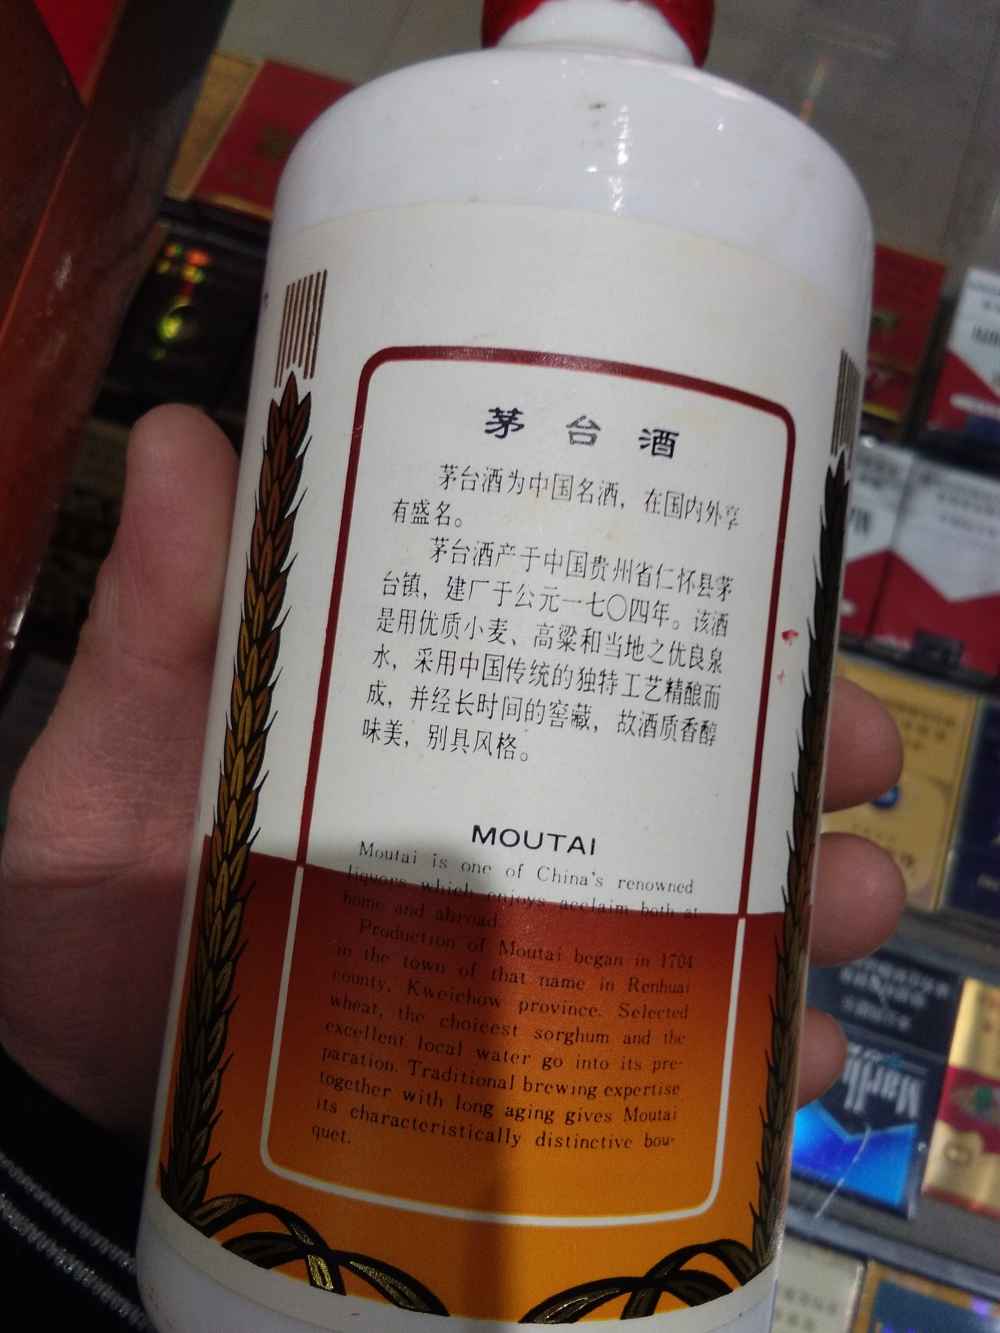 茅台酒
茅台酒为中国名酒，在国内外享
有盛名。
茅台酒产于中国贵州省仁怀县茅
台镇，建厂于公元一七〇四年。该酒
是用优质小麦、高粱和当地之优良泉
水，采用中国传统的独特工艺精酿而
成，并经长时间的窖藏，故酒质香醇
味美，别具风格。
MOUTAI
Moutai is one of China's renowned
liquors which enjoys acclaim both at
home and abroad.
Production of Moutai began in 1704
in the town of that name in Renhuai
county, Kweichow province. Selected
wheat, the choicest sorghum and the
excellent local water go into its pre-
paration. Traditional brewing expertise
together with long aging gives Moutai
its characteristically distinctive bou-
quet.
Marlb